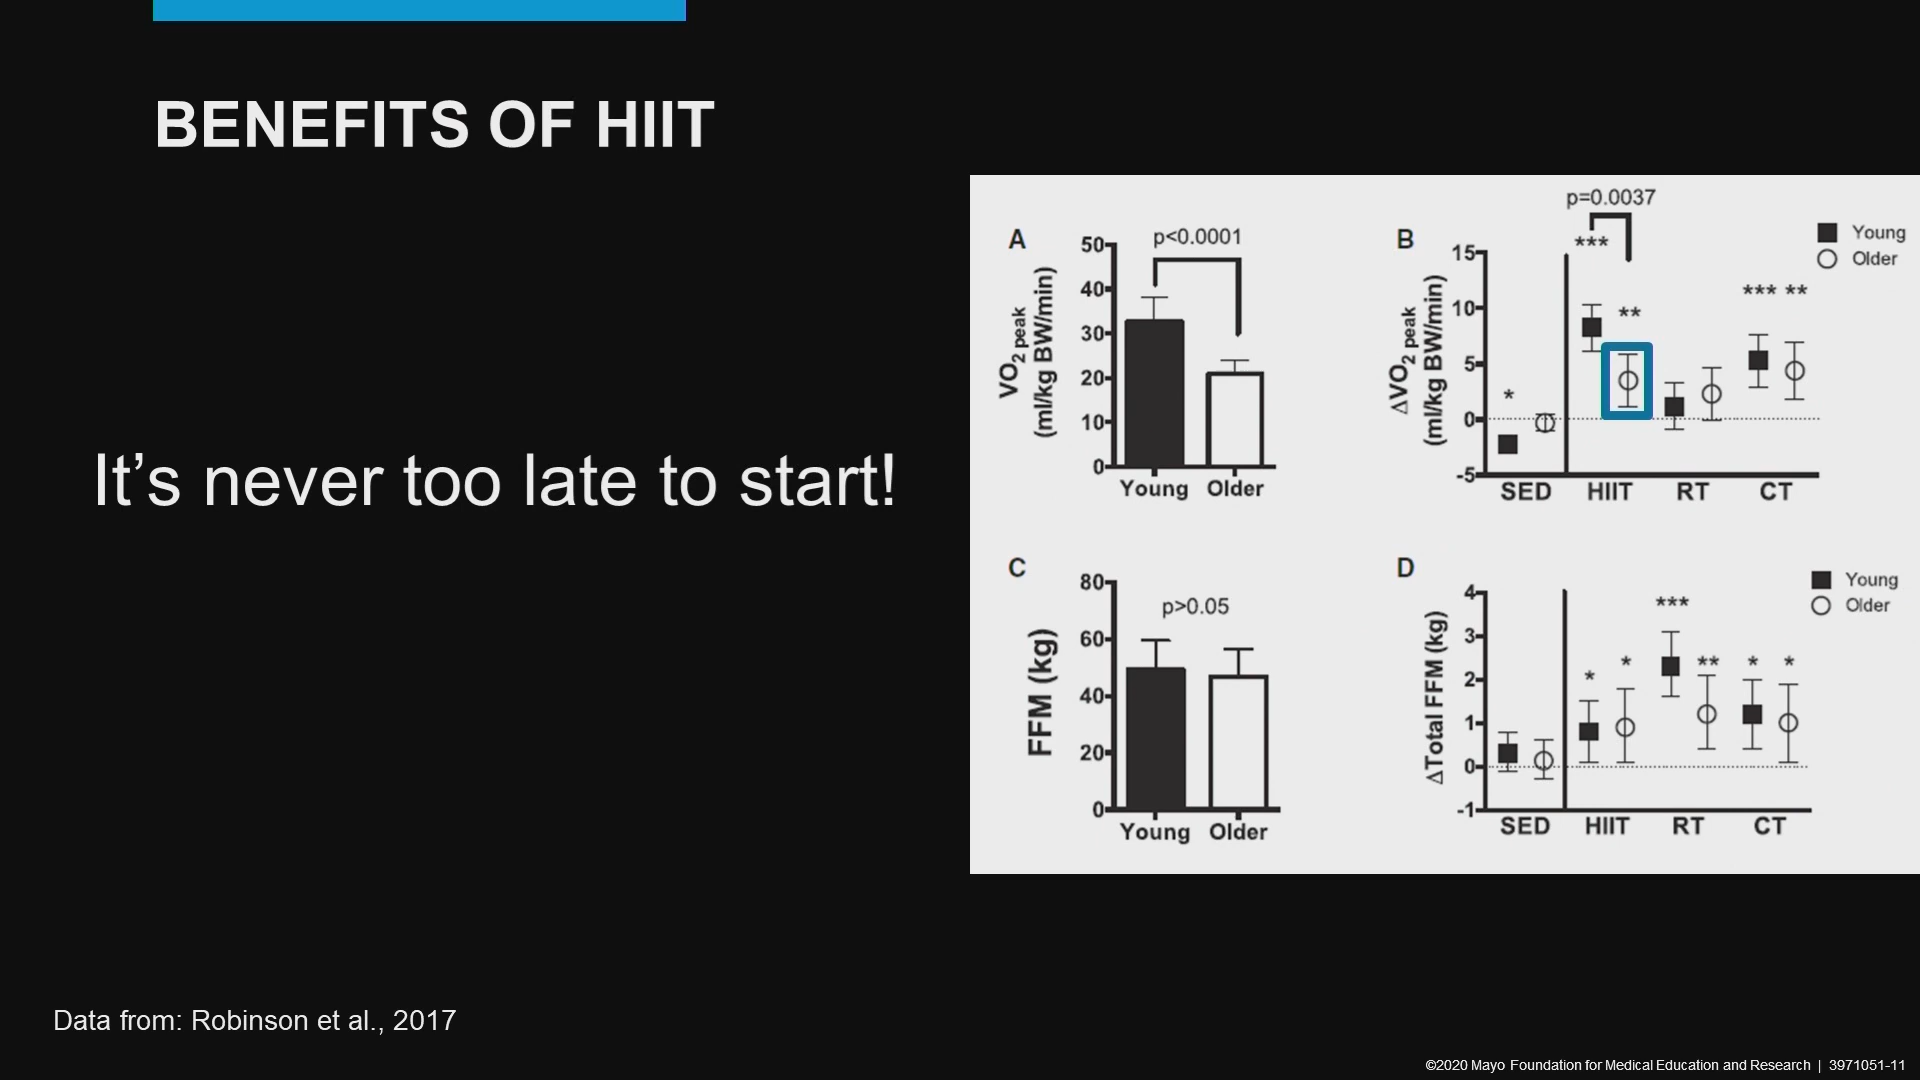 BENEFITS OF HIIT
It’s never too late to start!
A
p<0.0001
VO2 peak
(ml/kg BW/min)
50
40
30
20
10
0
Young Older
B
p=0.0037
***
**
*
*** **
Young
Older
ΔVO2 peak
(ml/kg BW/min)
15
10
5
0
-5
SED HIIT RT CT
C
p>0.05
FFM (kg)
80
60
40
20
0
Young Older
D
Young
Older
***
* * ** * *
ΔTotal FFM (kg)
4
3
2
1
0
-1
SED HIIT RT CT
Data from: Robinson et al., 2017
©2020 Mayo Foundation for Medical Education and Research | 3971051-11